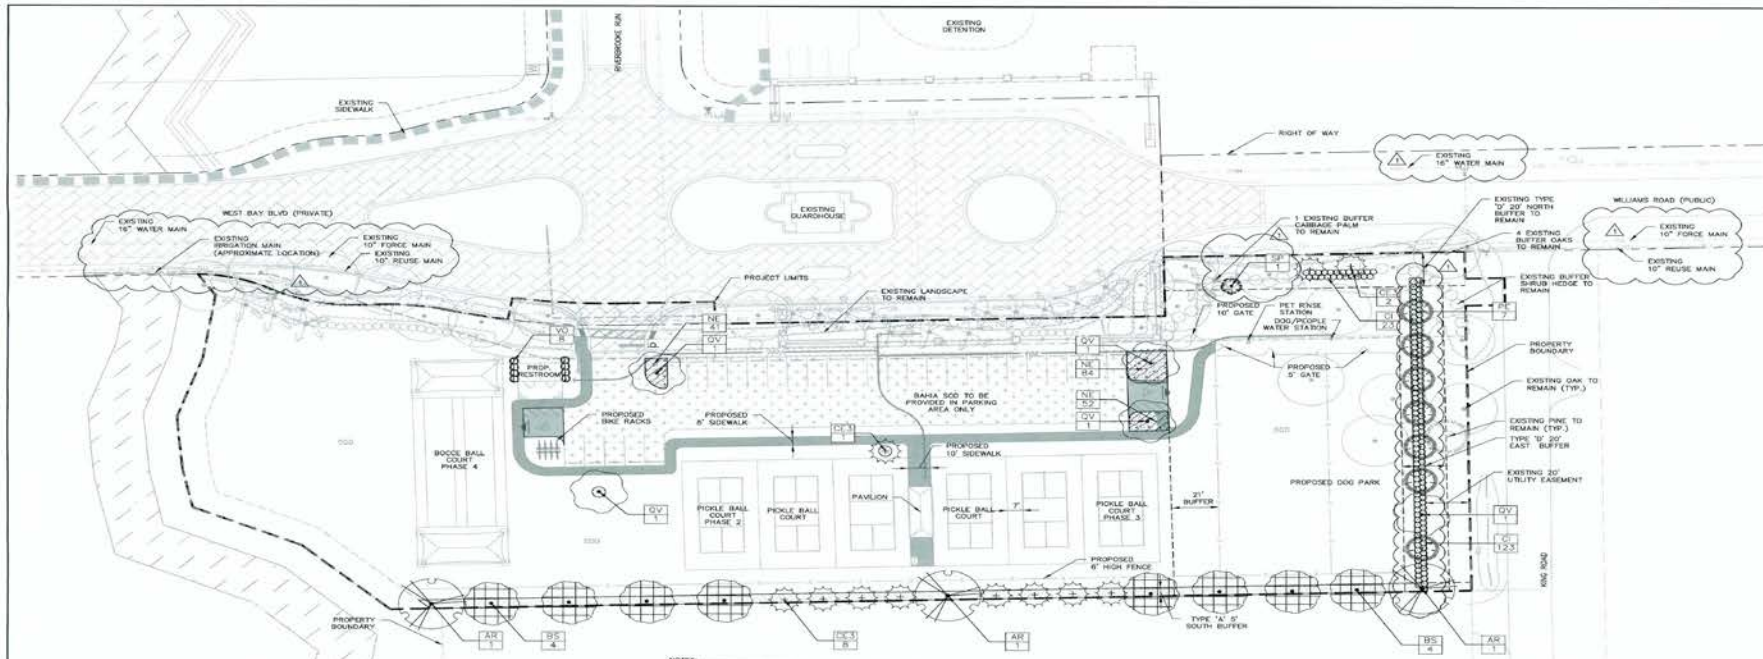 EXISTING
DETENTION
RIVERBROOKE RUN
EXISTING
SIDEWALK
RIGHT OF WAY
1
EXISTING
16" WATER MAIN
WEST BAY BLVD (PRIVATE)
EXISTING
16" WATER MAIN
EXISTING
IRRIGATION MAIN
(APPROXIMATE LOCATION)
EXISTING
10" FORCE MAIN
EXISTING
10" REUSE MAIN
1
EXISTING
GUARDHOUSE
1 EXISTING BUFFER
CABBAGE PALM
TO REMAIN
1
SP
1
EXISTING TYPE
'D' 20' NORTH
BUFFER TO
REMAIN
4 EXISTING
BUFFER OAKS
TO REMAIN
WILLIAMS ROAD (PUBLIC)
1
EXISTING
10" FORCE MAIN
EXISTING
10" REUSE MAIN
1
EXISTING BUFFER
SHRUB HEDGE TO
REMAIN
PROJECT LIMITS
EXISTING LANDSCAPE
TO REMAIN
PROPOSED
10' GATE
PET RINSE
STATION
DOG/PEOPLE
WATER STATION
2
CI
23
PE
7
VO
8
NE
41
QV
1
PROP.
RESTROOM
QV
1
NE
84
NE
52
QV
1
PROPOSED
5' GATE
PROPERTY
BOUNDARY
EXISTING OAK TO
REMAIN (TYP.)
EXISTING PINE TO
REMAIN (TYP.)
TYPE 'D' 20'
EAST BUFFER
EXISTING 20'
UTILITY EASEMENT
BAHIA SOD TO BE
PROVIDED IN PARKING
AREA ONLY
PROPOSED
BIKE RACKS
PROPOSED
8' SIDEWALK
CE3
1
PROPOSED
10' SIDEWALK
BOCCE BALL
COURT
PHASE 4
QV
1
PICKLE BALL
COURT
PHASE 2
PICKLE BALL
COURT
PAVILION
PICKLE BALL
COURT
7'
PICKLE BALL
COURT
PHASE 3
21'
BUFFER
PROPOSED DOG PARK
QV
1
CI
123
PROPOSED
6' HIGH FENCE
KING ROAD
PROPERTY
BOUNDARY
AR
1
BS
4
CE3
8
AR
1
TYPE 'A' 5'
SOUTH BUFFER
BS
4
AR
1